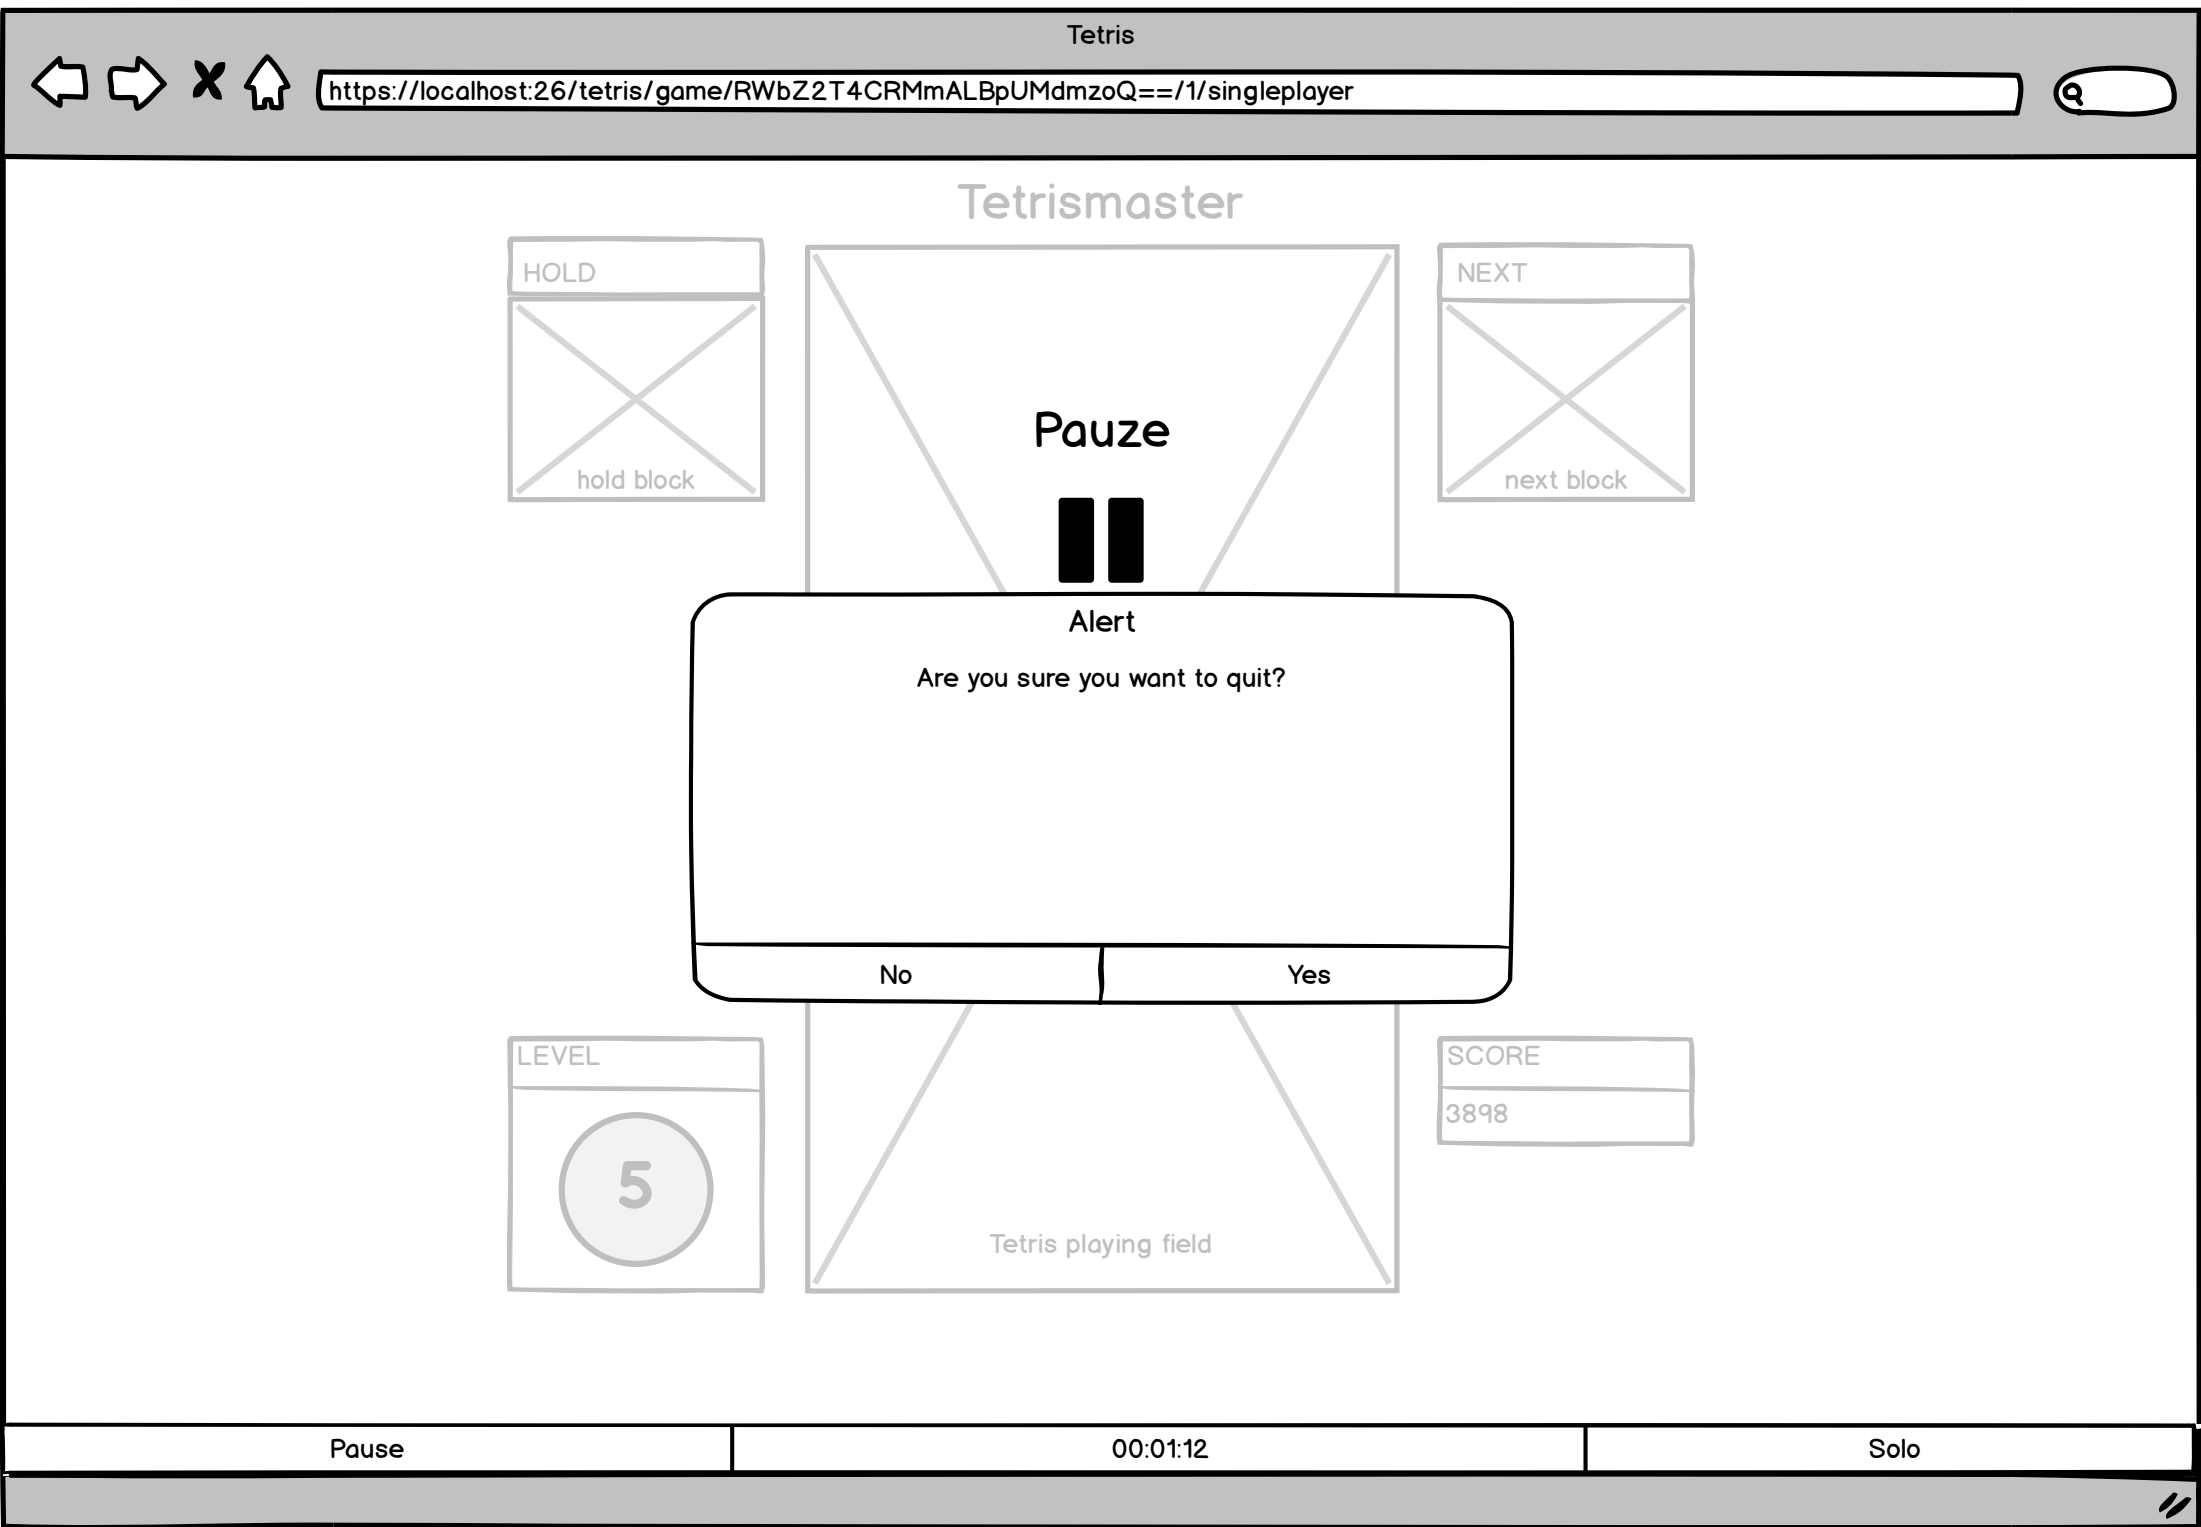 Tetris
https://localhost:26/tetris/game/RWbZ2T4CRMmALBpUMdmzoQ==/1/singleplayer
Tetrismaster
HOLD
NEXT
hold block
next block
Pauze
Alert
Are you sure you want to quit?
No
Yes
LEVEL
5
SCORE
3898
Tetris playing field
Pause
00:01:12
Solo